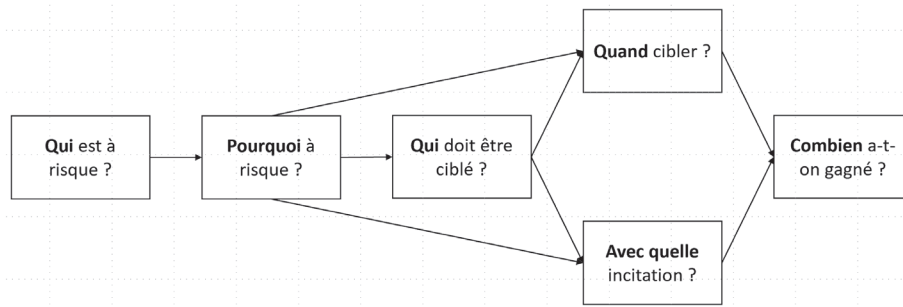 Qui est à
risque ?
Pourquoi à
risque ?
Qui doit être
ciblé ?
Quand cibler ?
Avec quelle
incitation ?
Combien a-t-
on gagné ?